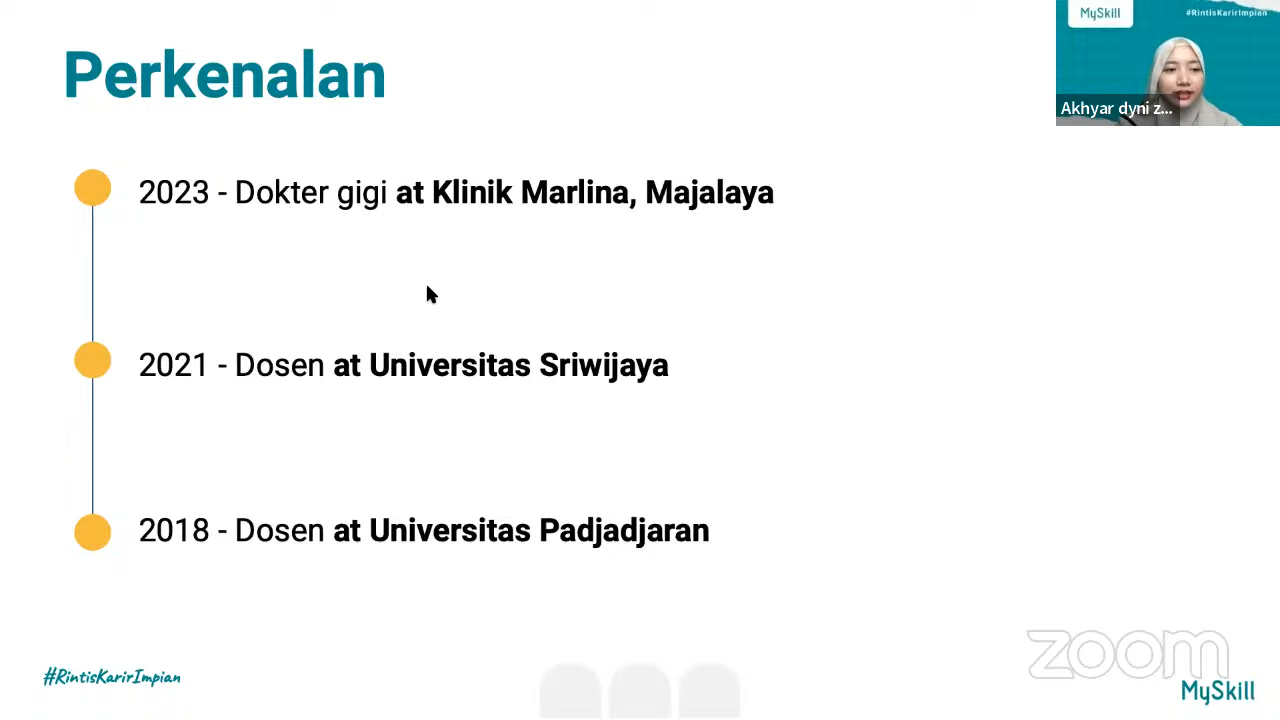 MySkill
#RintisKarirImpian
Perkenalan
Akhyar dyni z...
2023 - Dokter gigi at Klinik Marlina, Majalaya
2021 - Dosen at Universitas Sriwijaya
2018 - Dosen at Universitas Padjadjaran
zoom
#RintisKarirImpian
MySkill